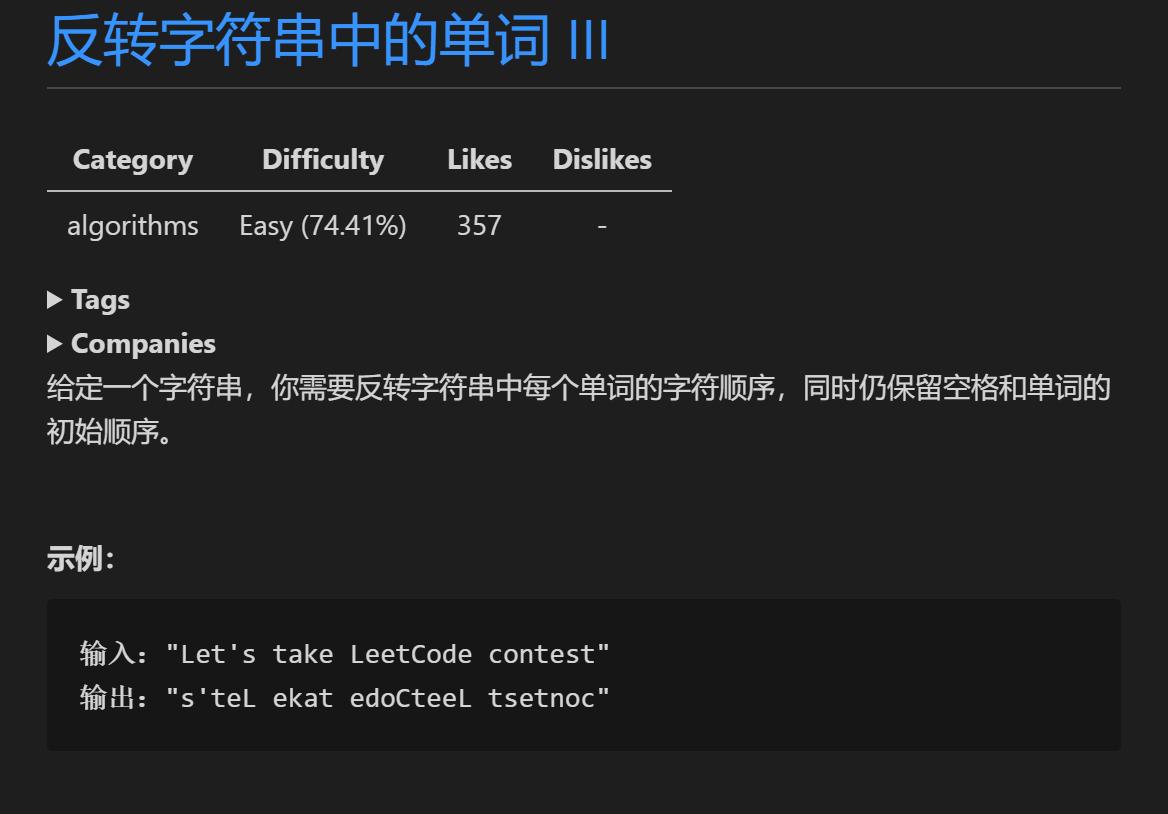 反转字符串中的单词 III
Category Difficulty Likes Dislikes
algorithms Easy (74.41%) 357 -
Tags
Companies
给定一个字符串，你需要反转字符串中每个单词的字符顺序，同时仍保留空格和单词的
初始顺序。
示例：
输入："Let's take LeetCode contest"
输出："s'teL ekat edoCteeL tsetnoc"